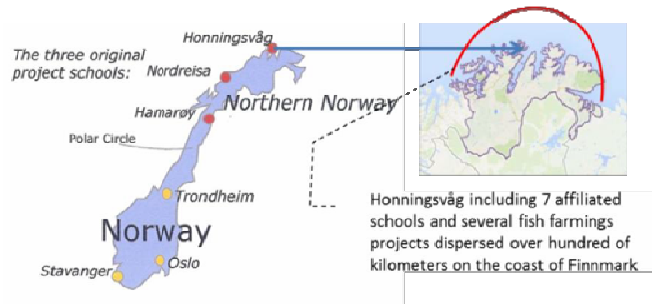 Honningsvåg
The three original
project schools:
Nordreisa
Northern Norway
Hamarøy
Polar Circle
Trondheim
Norway
Oslo
Stavanger
Honningsvåg including 7 affiliated
schools and several fish farmings
projects dispersed over hundred of
kilometers on the coast of Finnmark